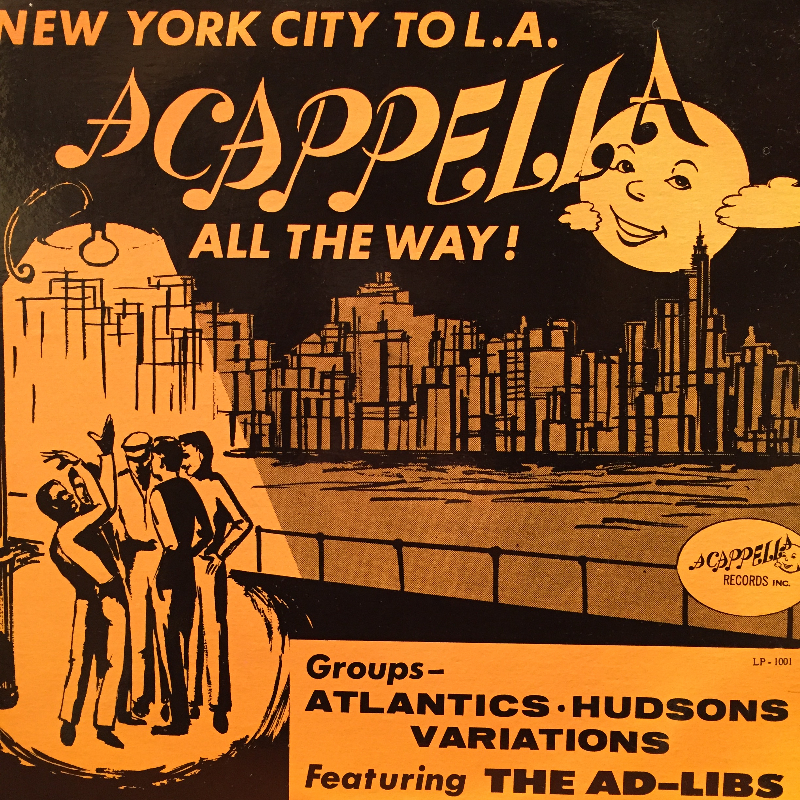 NEW YORK CITY TO L.A.
ACAPPELLA
ALL THE WAY!
ACAPPELLA
RECORDS INC.
LP-1001
Groups—
ATLANTICS · HUDSONS
VARIATIONS
Featuring THE AD-LIBS